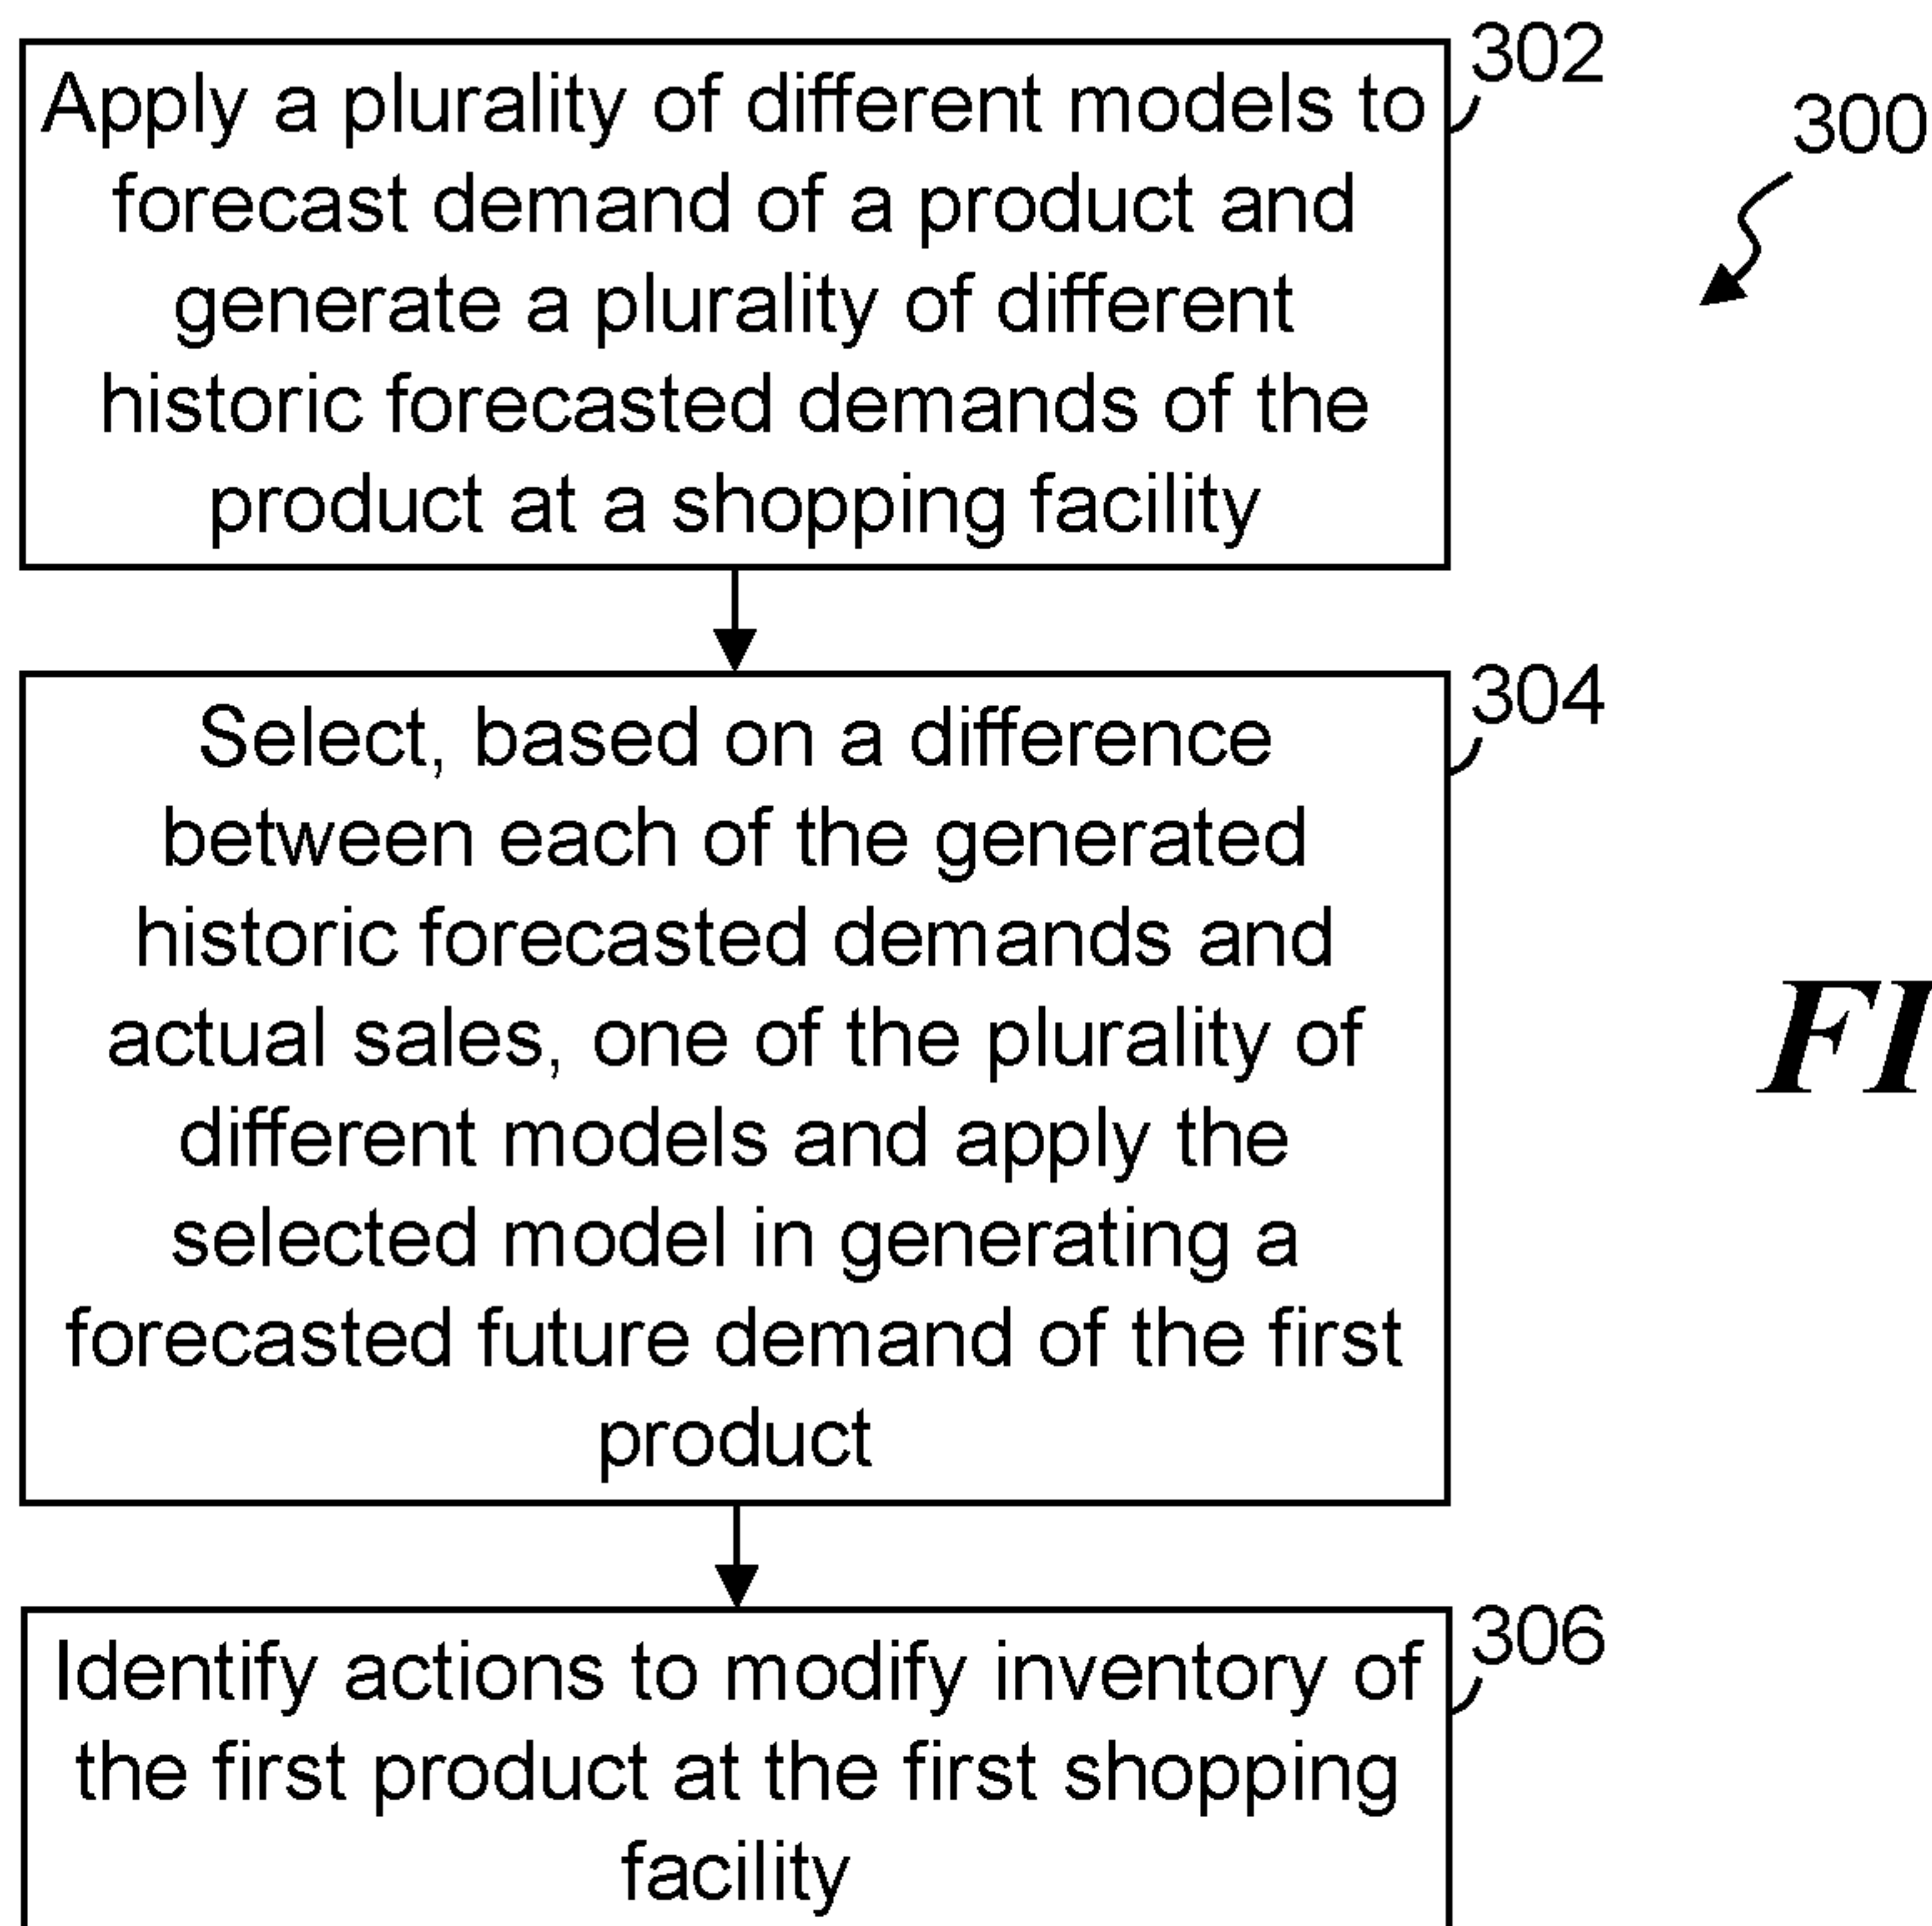 302
Apply a plurality of different models to
forecast demand of a product and
generate a plurality of different
historic forecasted demands of the
product at a shopping facility
300
304
Select, based on a difference
between each of the generated
historic forecasted demands and
actual sales, one of the plurality of
different models and apply the
selected model in generating a
forecasted future demand of the first
product
FI
306
Identify actions to modify inventory of
the first product at the first shopping
facility